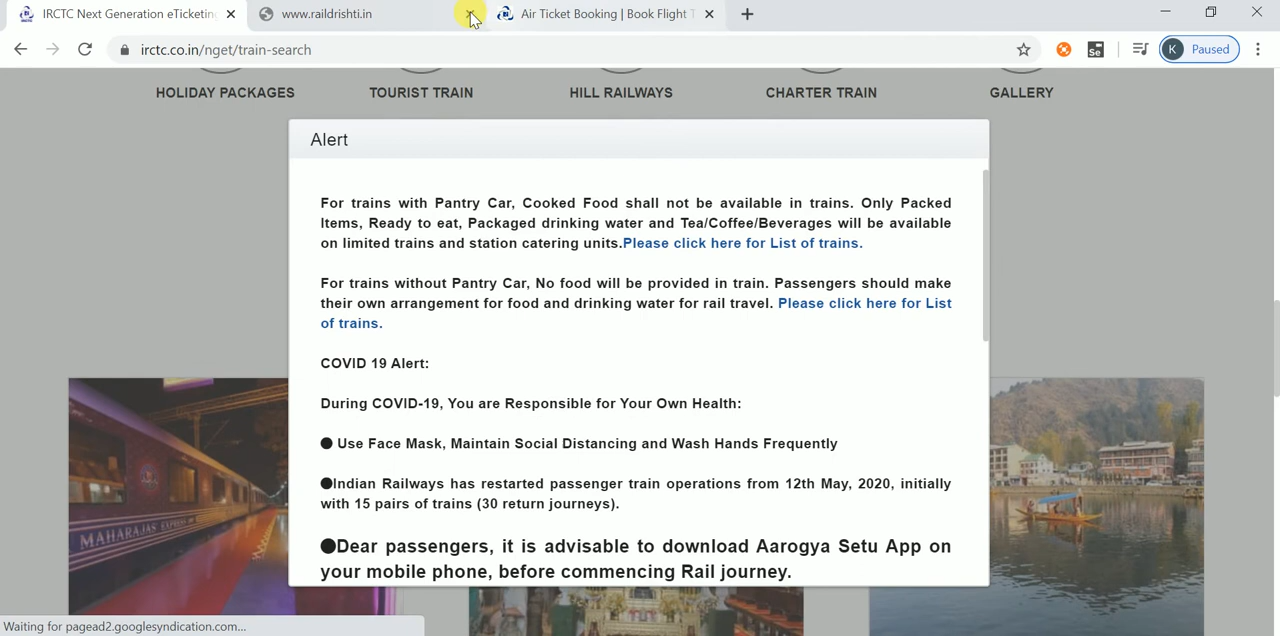 IRCTC Next Generation eTicketing
www.raildrishti.in
Air Ticket Booking | Book Flight T
irctc.co.in/nget/train-search
Se
K Paused
HOLIDAY PACKAGES TOURIST TRAIN HILL RAILWAYS CHARTER TRAIN GALLERY
Alert
For trains with Pantry Car, Cooked Food shall not be available in trains. Only Packed
Items, Ready to eat, Packaged drinking water and Tea/Coffee/Beverages will be available
on limited trains and station catering units.Please click here for List of trains.
For trains without Pantry Car, No food will be provided in train. Passengers should make
their own arrangement for food and drinking water for rail travel. Please click here for List
of trains.
COVID 19 Alert:
During COVID-19, You are Responsible for Your Own Health:
● Use Face Mask, Maintain Social Distancing and Wash Hands Frequently
●Indian Railways has restarted passenger train operations from 12th May, 2020, initially
with 15 pairs of trains (30 return journeys).
●Dear passengers, it is advisable to download Aarogya Setu App on
your mobile phone, before commencing Rail journey.
MAHARAJAS EXPRESS
Waiting for pagead2.googlesyndication.com...